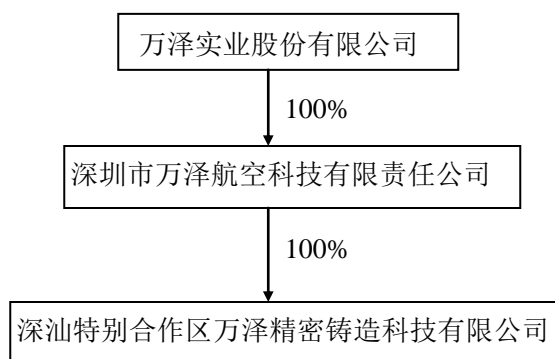 万泽实业股份有限公司
100%
深圳市万泽航空科技有限责任公司
100%
深汕特别合作区万泽精密铸造科技有限公司